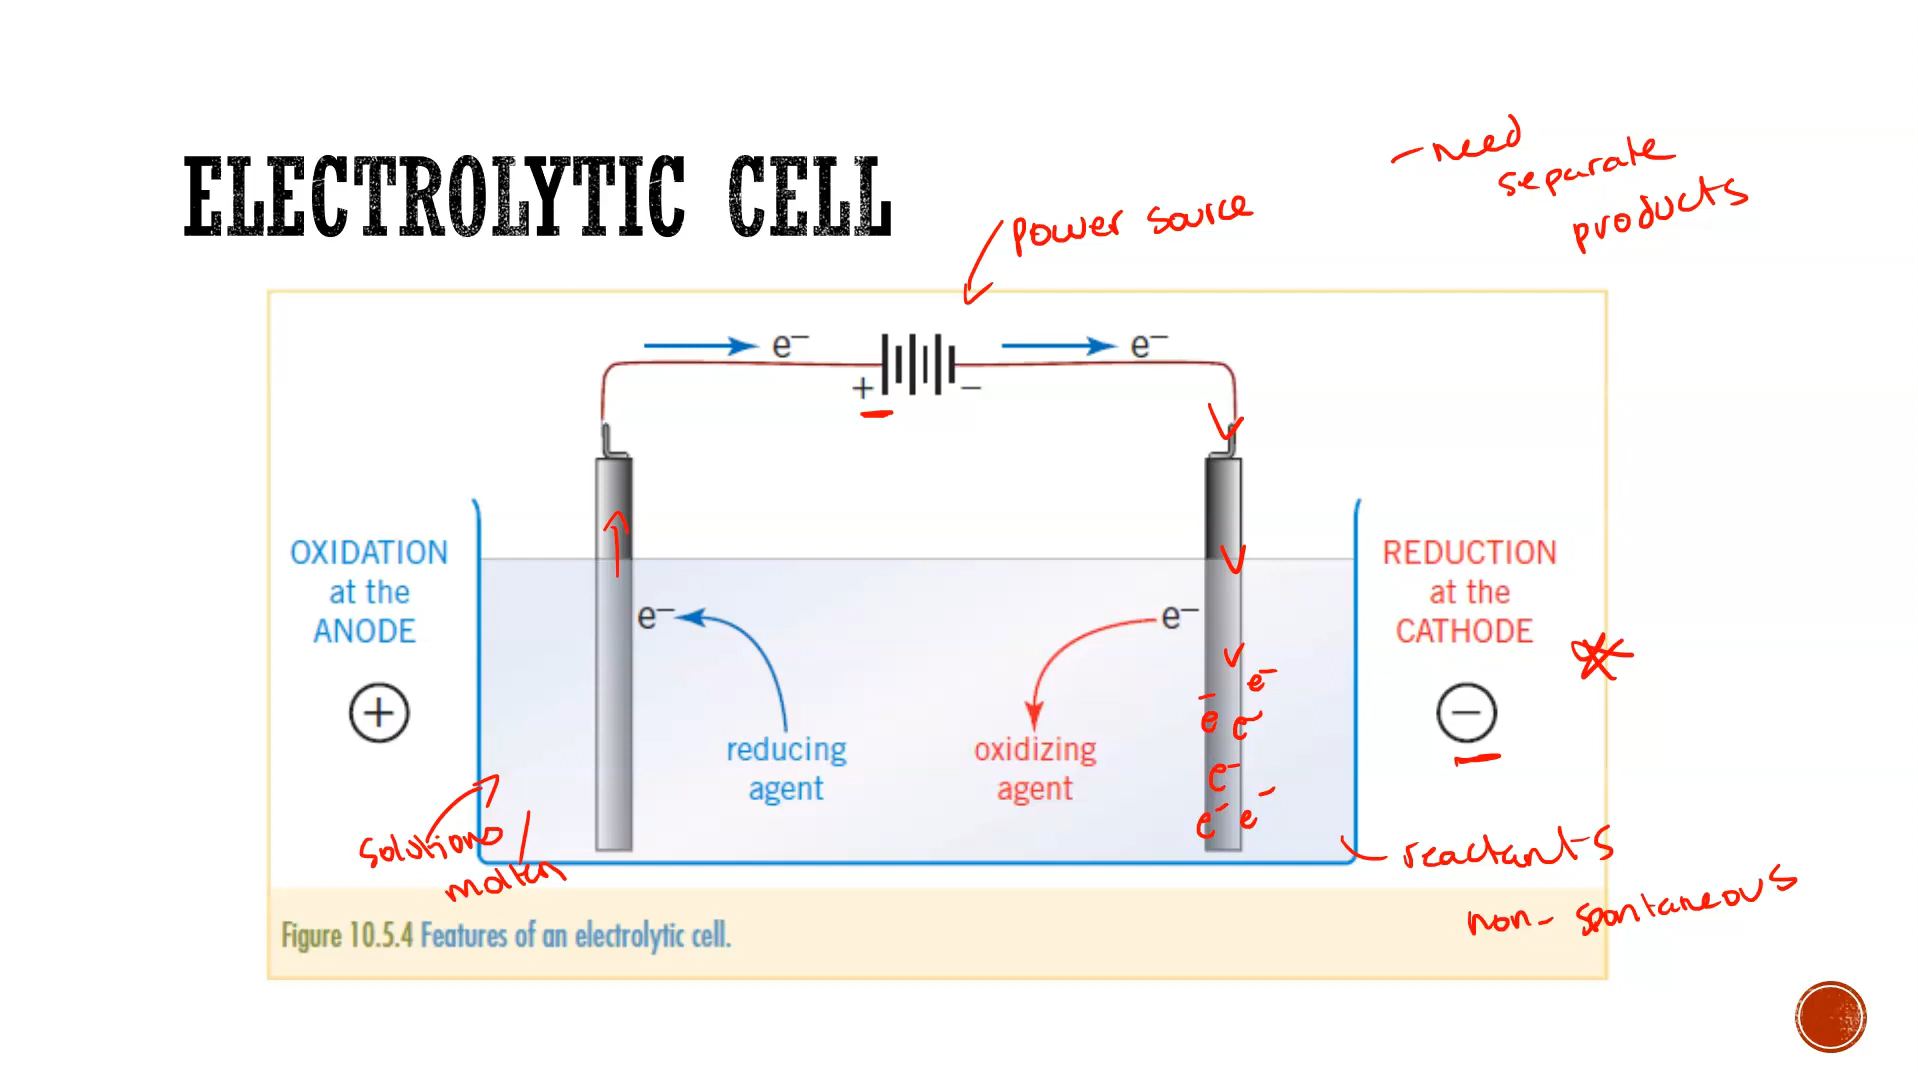 ELECTROLYTIC CELL
- need
separate
products
power source
e⁻
e⁻
+
−
OXIDATION
at the
ANODE
+
e⁻
reducing
agent
e⁻
oxidizing
agent
e⁻
e⁻ e⁻
e⁻
e⁻ e⁻
REDUCTION
at the
CATHODE
−
solutions/
molten
reactants
non-spontaneous
Figure 10.5.4 Features of an electrolytic cell.